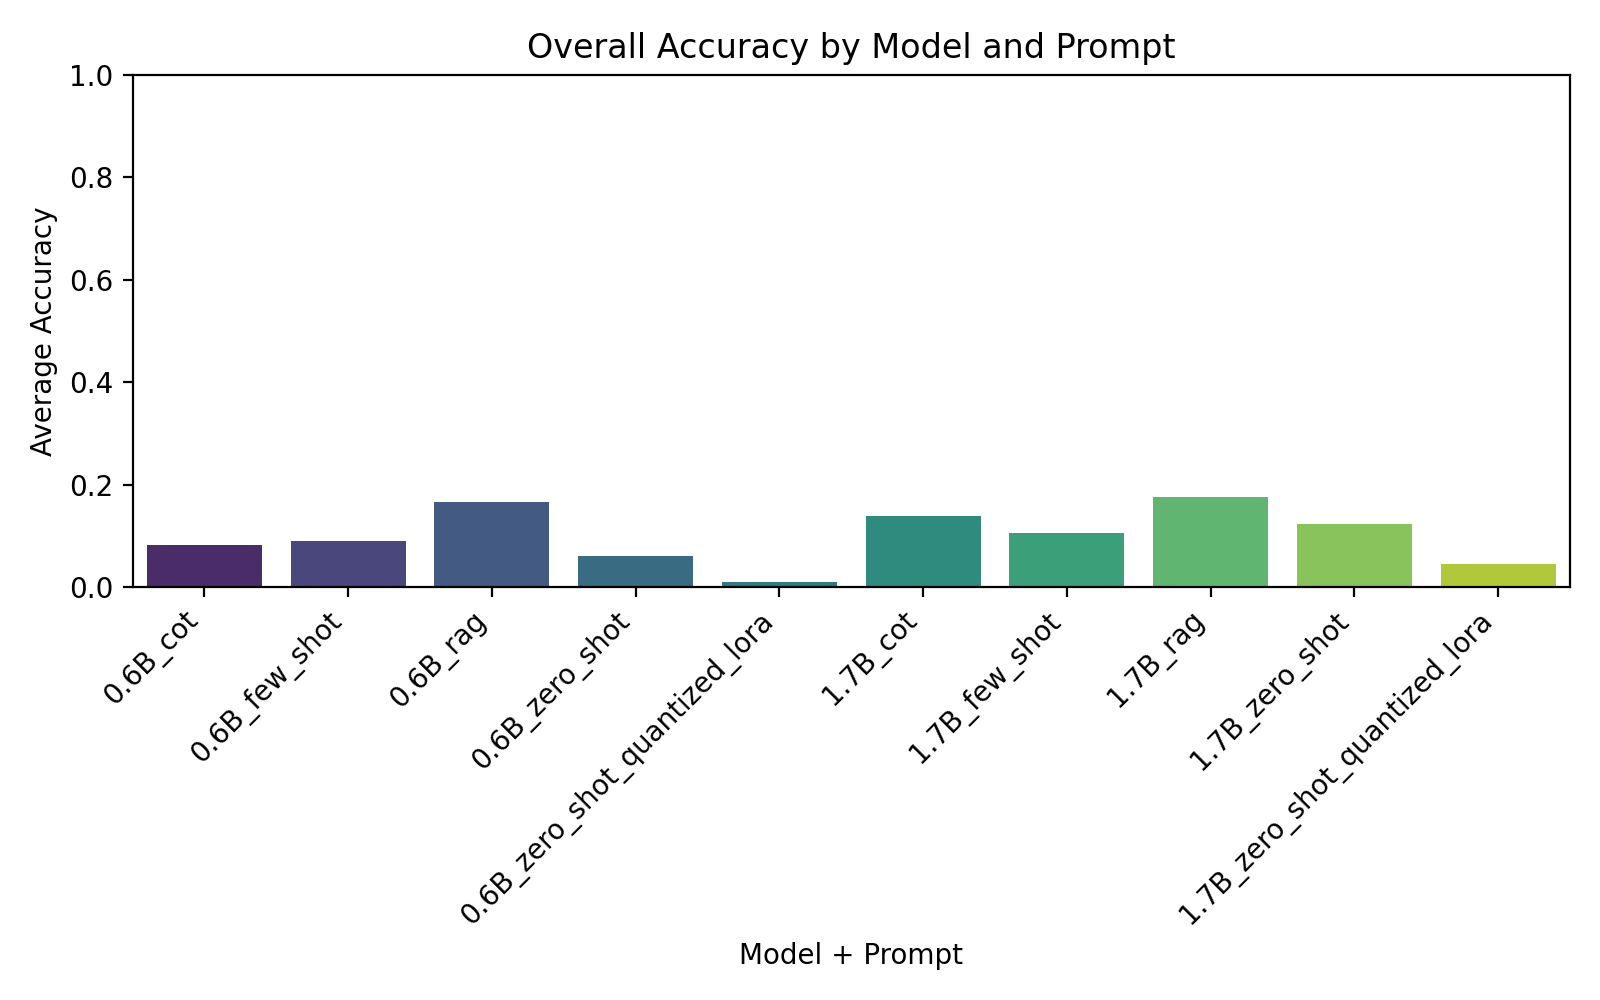 Overall Accuracy by Model and Prompt
Average Accuracy
1.0
0.8
0.6
0.4
0.2
0.0
0.6B_cot
0.6B_few_shot
0.6B_rag
0.6B_zero_shot
0.6B_zero_shot_quantized_lora
1.7B_cot
1.7B_few_shot
1.7B_rag
1.7B_zero_shot
1.7B_zero_shot_quantized_lora
Model + Prompt